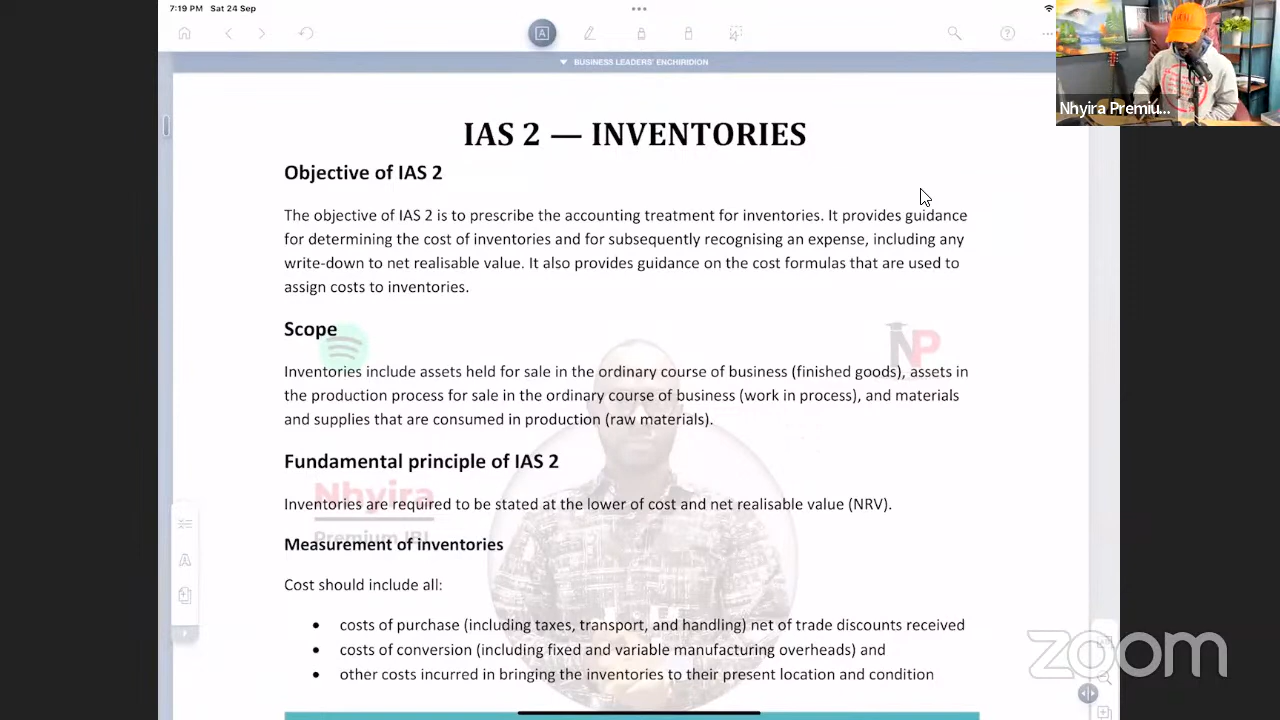 7:19 PM Sat 24 Sep
BUSINESS LEADERS' ENCHIRIDION
Nhyira Premiu...
IAS 2 — INVENTORIES
Objective of IAS 2
The objective of IAS 2 is to prescribe the accounting treatment for inventories. It provides guidance
for determining the cost of inventories and for subsequently recognising an expense, including any
write-down to net realisable value. It also provides guidance on the cost formulas that are used to
assign costs to inventories.
Scope
NP
Inventories include assets held for sale in the ordinary course of business (finished goods), assets in
the production process for sale in the ordinary course of business (work in process), and materials
and supplies that are consumed in production (raw materials).
Fundamental principle of IAS 2
Nhyira
Inventories are required to be stated at the lower of cost and net realisable value (NRV).
Premium
Measurement of inventories
Cost should include all:
• costs of purchase (including taxes, transport, and handling) net of trade discounts received
• costs of conversion (including fixed and variable manufacturing overheads) and
• other costs incurred in bringing the inventories to their present location and condition
zoom